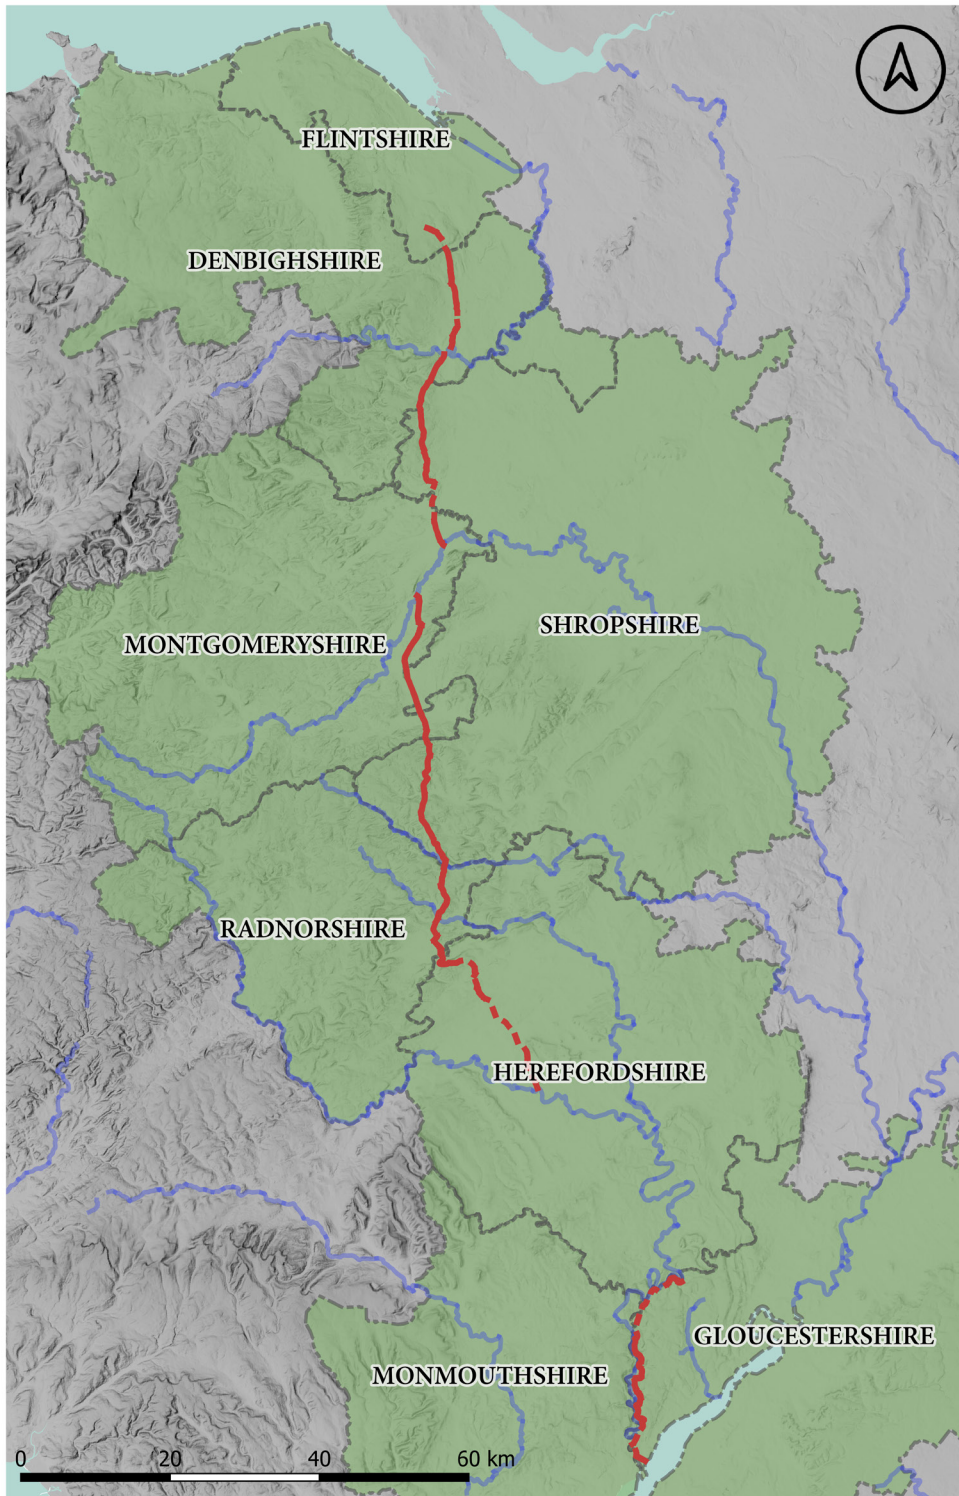 FLINTSHIRE
DENBIGHSHIRE
SHROPSHIRE
MONTGOMERYSHIRE
RADNORSHIRE
HEREFORDSHIRE
GLOUCESTERSHIRE
MONMOUTHSHIRE
0 20 40 60 km